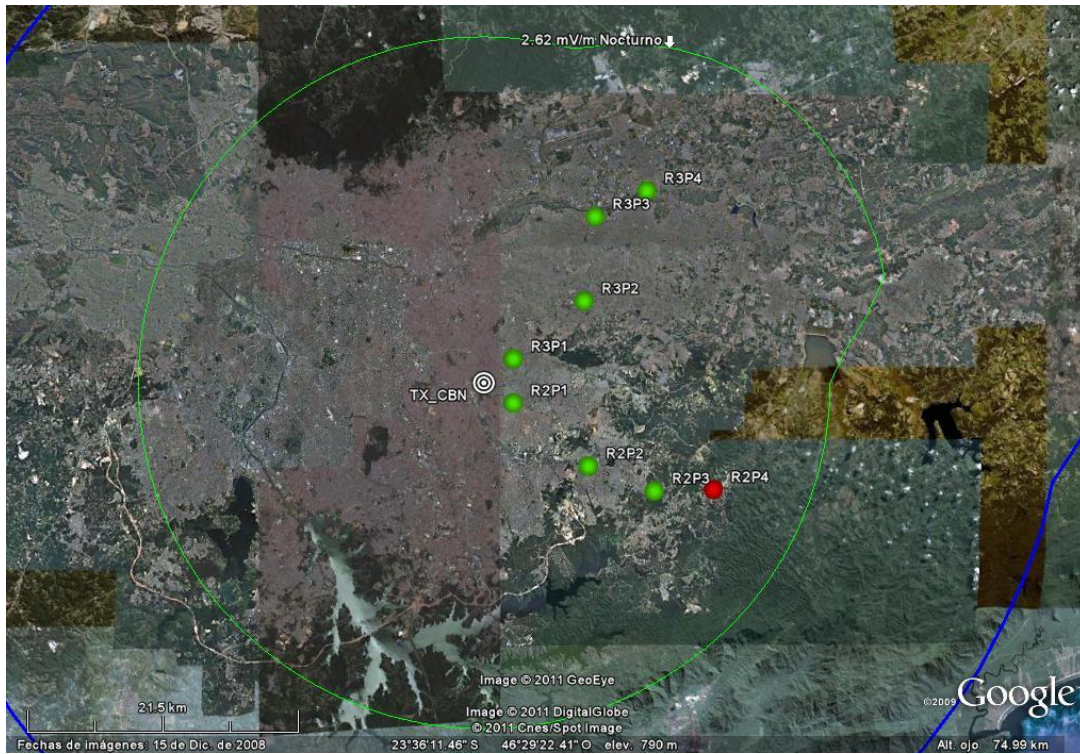 2.62 mV/m Nocturno
R3P4
R3P3
R3P2
R3P1
TX_CBN
R2P1
R2P2
R2P3
R2P4
Image © 2011 GeoEye
21.5 km
Image © 2011 DigitalGlobe
© 2011 Cnes/Spot Image
©2009 Google
Fechas de imágenes: 15 de Dic. de 2008 23°36'11.46" S 46°29'22.41" O elev. 790 m Alt. ojo 74.99 km